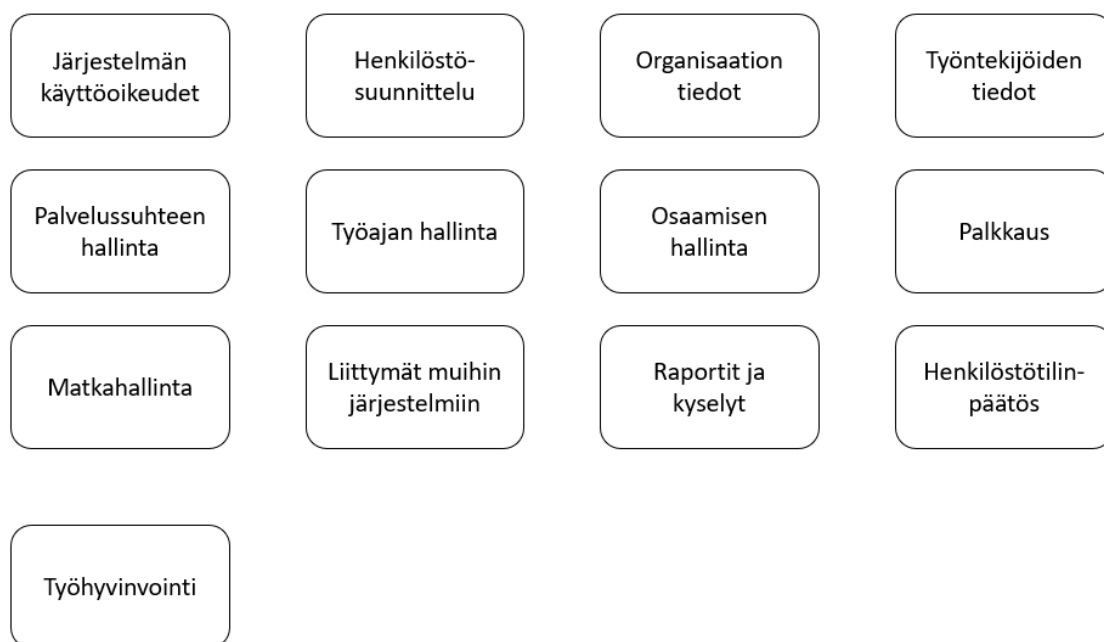 Järjestelmän
käyttöoikeudet
Henkilöstö-
suunnittelu
Organisaation
tiedot
Työntekijöiden
tiedot
Palvelussuhteen
hallinta
Työajan hallinta
Osaamisen
hallinta
Palkkaus
Matkahallinta
Liittymät muihin
järjestelmiin
Raportit ja
kyselyt
Henkilöstötilin-
päätös
Työhyvinvointi